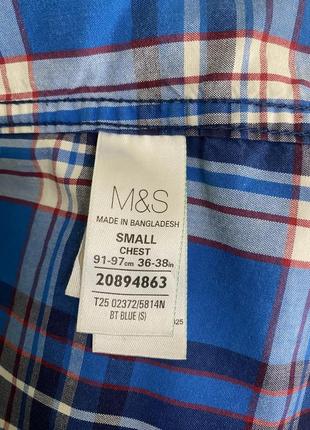 M&S
MADE IN BANGLADESH
SMALL
CHEST
91-97cm 36-38in
20894863
T25 02372/5814N
BT BLUE (S)